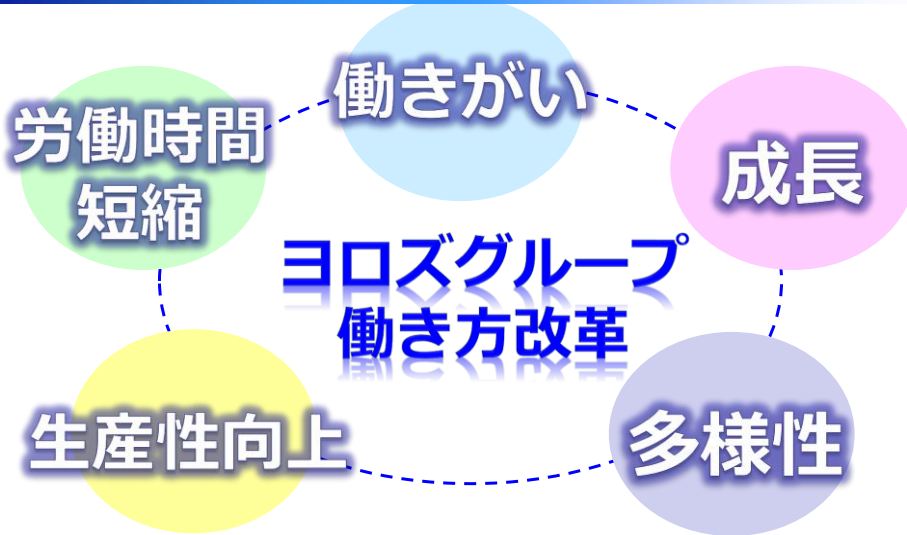 働きがい
労働時間
短縮
成長
ヨロズグループ
働き方改革
生産性向上
多様性